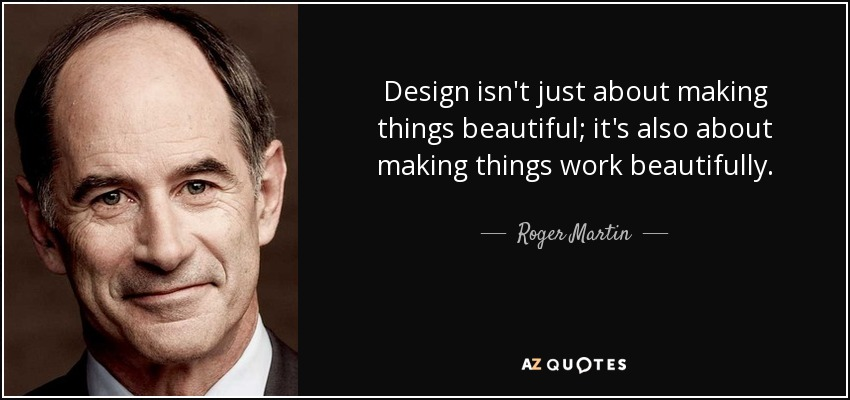 Design isn't just about making
things beautiful; it's also about
making things work beautifully.
Roger Martin
AZ QUOTES